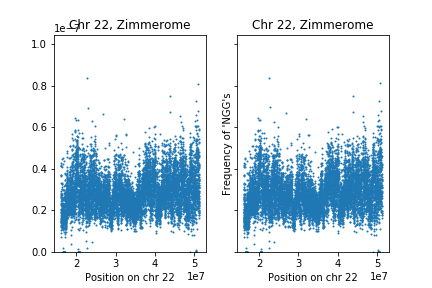 Chr 22, Zimmerome
Chr 22, Zimmerome
1e−7
1.0
0.8
0.6
0.4
0.2
0.0
Frequency of 'NGG's
2 3 4 5
2 3 4 5
1e7
1e7
Position on chr 22
Position on chr 22